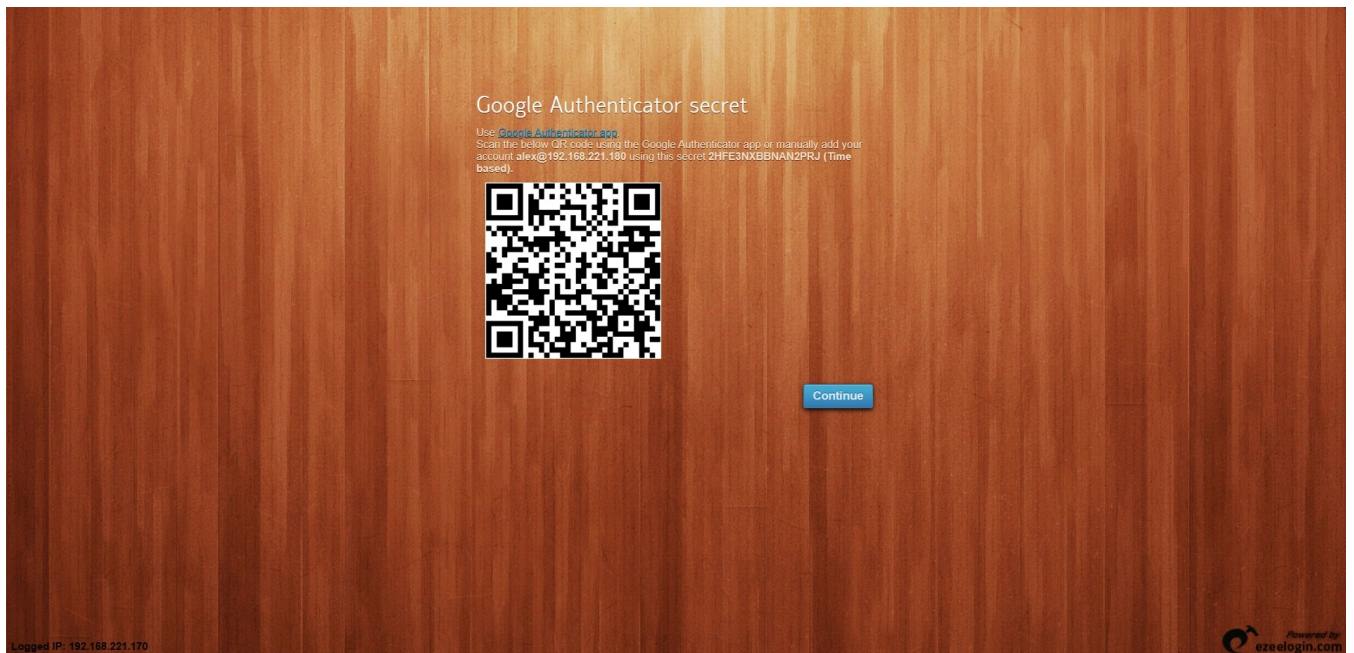 Google Authenticator secret
Use Google Authenticator app.
Scan the below QR code using the Google Authenticator app or manually add your
account alex@192.168.221.180 using this secret 2HFE3NXBBNAN2PRJ (Time
based).
Continue
Logged IP: 192.168.221.170
Powered by
ezeelogin.com